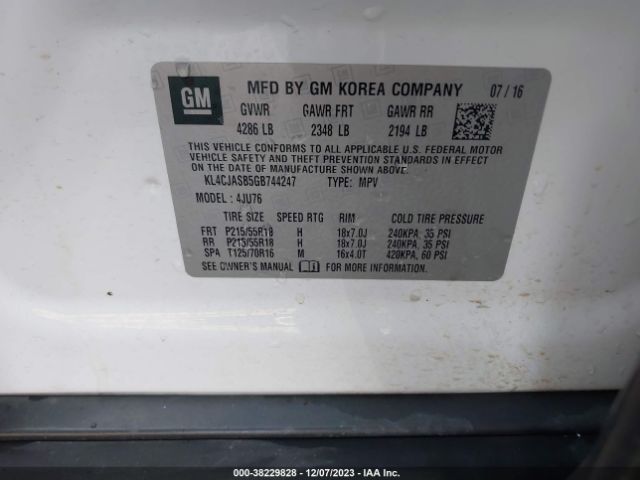 GM
MFD BY GM KOREA COMPANY 07/16
GVWR GAWR FRT GAWR RR
4286 LB 2348 LB 2194 LB
THIS VEHICLE CONFORMS TO ALL APPLICABLE U.S. FEDERAL MOTOR
VEHICLE SAFETY, BUMPER, AND THEFT PREVENTION STANDARDS IN
EFFECT ON THE DATE OF MANUFACTURE SHOWN ABOVE.
KL4CJASB5GB744247 TYPE: MPV
MODEL: 4JU76
TIRE SIZE SPEED RTG RIM COLD TIRE PRESSURE
FRT P215/55R18 H 18x7.0J 240KPA, 35 PSI
RR P215/55R18 H 18x7.0J 240KPA, 35 PSI
SPA T125/70R16 M 16x4.0T 420KPA, 60 PSI
SEE OWNER'S MANUAL FOR MORE INFORMATION.
000-38229828 - 12/07/2023 - IAA Inc.